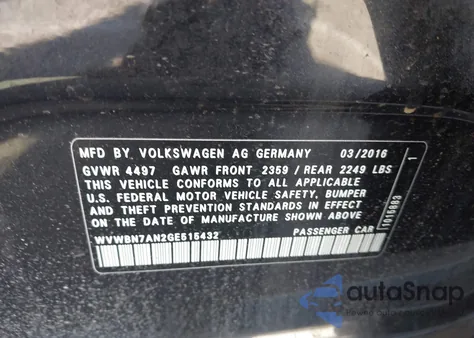 MFD BY. VOLKSWAGEN AG GERMANY 03/2016
GVWR 4497 GAWR FRONT 2359 / REAR 2249 LBS
THIS VEHICLE CONFORMS TO ALL APPLICABLE
U.S. FEDERAL MOTOR VEHICLE SAFETY, BUMPER,
AND THEFT PREVENTION STANDARDS IN EFFECT
ON THE DATE OF MANUFACTURE SHOWN ABOVE
WVWBN7AN2GE515432 PASSENGER CAR
1015883
1
autoSnap